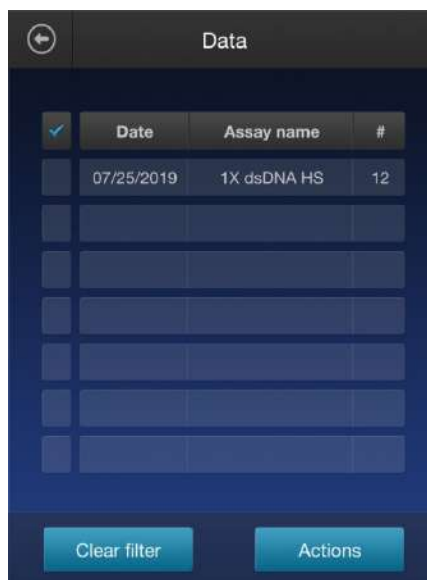 Data
Date Assay name #
07/25/2019 1X dsDNA HS 12
Clear filter Actions